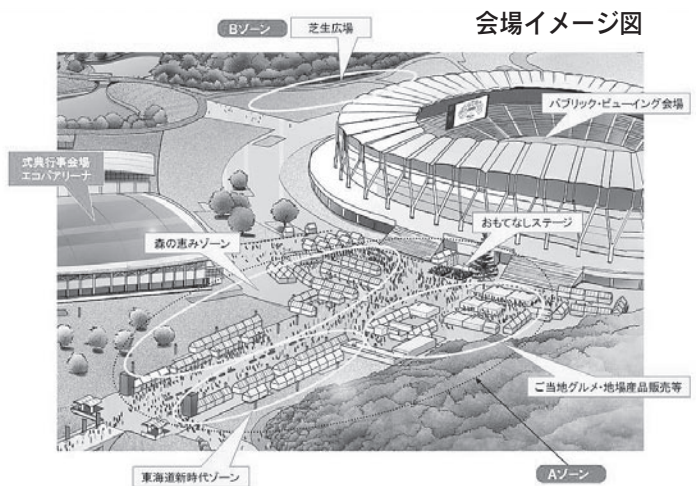 会場イメージ図
Bゾーン
芝生広場
パブリック・ビューイング会場
式典行事会場
エコパアリーナ
おもてなしステージ
森の恵みゾーン
ご当地グルメ・地場産品販売等
東海道新時代ゾーン
Aゾーン